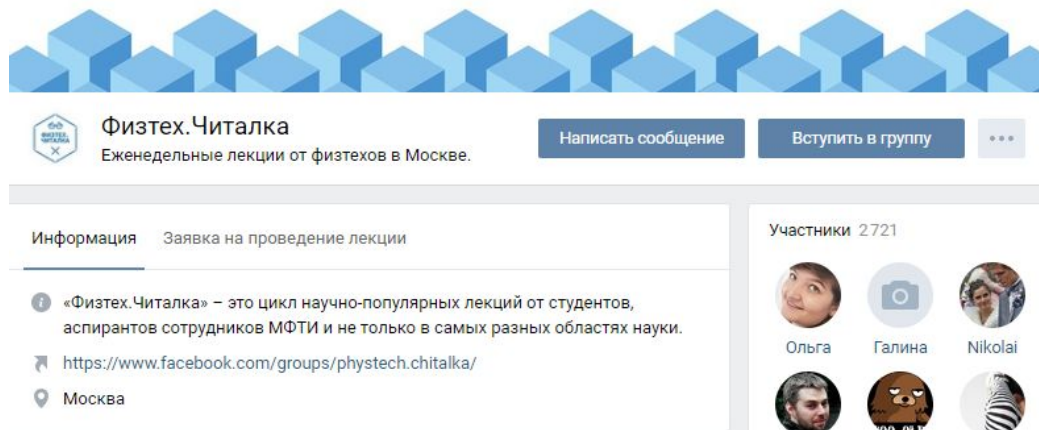 ФИЗТЕХ.
ЧИТАЛКА
Физтех.Читалка
Еженедельные лекции от физтехов в Москве.
Написать сообщение
Вступить в группу
Информация
Заявка на проведение лекции
«Физтех.Читалка» – это цикл научно-популярных лекций от студентов,
аспирантов сотрудников МФТИ и не только в самых разных областях науки.
https://www.facebook.com/groups/phystech.chitalka/
Москва
Участники 2721
Ольга
Галина
Nikolai